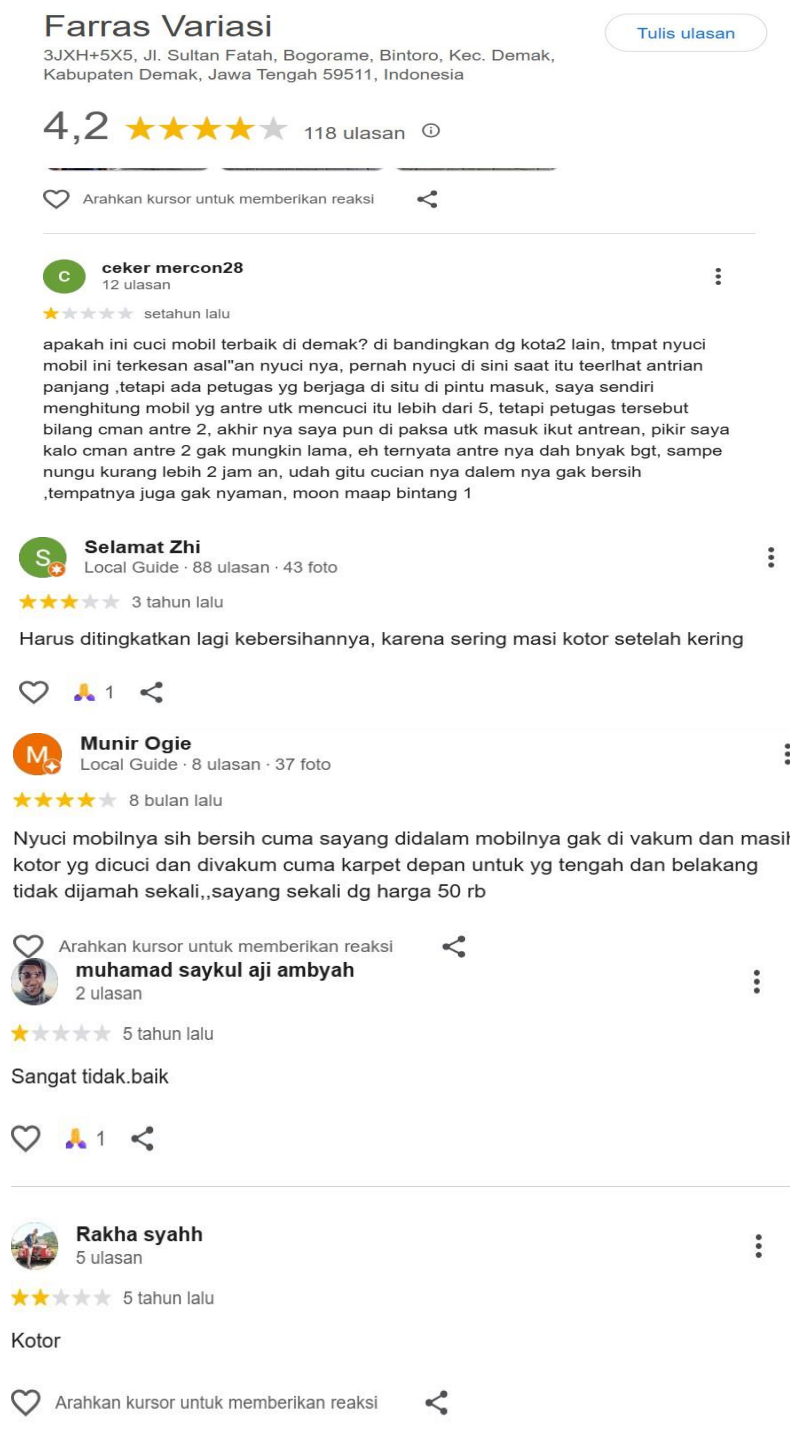 Farras Variasi
Tulis ulasan
3JXH+5X5, Jl. Sultan Fatah, Bogorame, Bintoro, Kec. Demak,
Kabupaten Demak, Jawa Tengah 59511, Indonesia
4,2 118 ulasan
Arahkan kursor untuk memberikan reaksi
C
ceker mercon28
12 ulasan
setahun lalu
apakah ini cuci mobil terbaik di demak? di bandingkan dg kota2 lain, tmpat nyuci
mobil ini terkesan asal"an nyuci nya, pernah nyuci di sini saat itu teerlhat antrian
panjang ,tetapi ada petugas yg berjaga di situ di pintu masuk, saya sendiri
menghitung mobil yg antre utk mencuci itu lebih dari 5, tetapi petugas tersebut
bilang cman antre 2, akhir nya saya pun di paksa utk masuk ikut antrean, pikir saya
kalo cman antre 2 gak mungkin lama, eh ternyata antre nya dah bnyak bgt, sampe
nungu kurang lebih 2 jam an, udah gitu cucian nya dalem nya gak bersih
,tempatnya juga gak nyaman, moon maap bintang 1
S
Selamat Zhi
Local Guide · 88 ulasan · 43 foto
3 tahun lalu
Harus ditingkatkan lagi kebersihannya, karena sering masi kotor setelah kering
1
M
Munir Ogie
Local Guide · 8 ulasan · 37 foto
8 bulan lalu
Nyuci mobilnya sih bersih cuma sayang didalam mobilnya gak di vakum dan masih
kotor yg dicuci dan divakum cuma karpet depan untuk yg tengah dan belakang
tidak dijamah sekali,,sayang sekali dg harga 50 rb
Arahkan kursor untuk memberikan reaksi
muhamad saykul aji ambyah
2 ulasan
5 tahun lalu
Sangat tidak.baik
1
Rakha syahh
5 ulasan
5 tahun lalu
Kotor
Arahkan kursor untuk memberikan reaksi